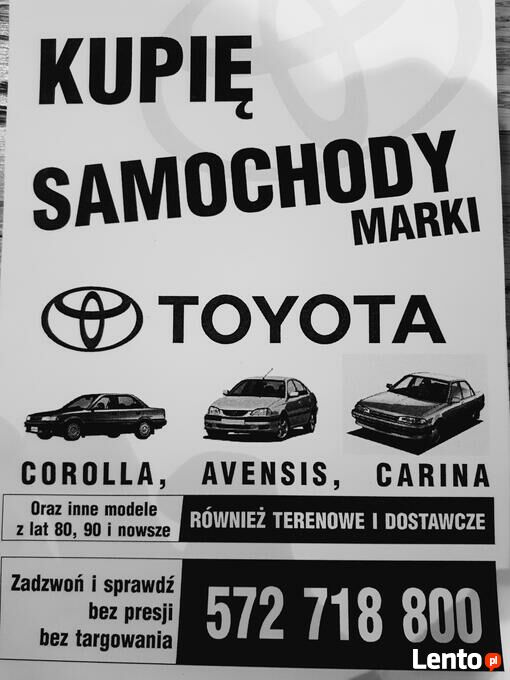 KUPIĘ
SAMOCHODY
MARKI
TOYOTA
COROLLA, AVENSIS, CARINA
Oraz inne modele
z lat 80, 90 i nowsze
RÓWNIEŻ TERENOWE I DOSTAWCZE
Zadzwoń i sprawdź
bez presji
bez targowania
572 718 800
Lento pl